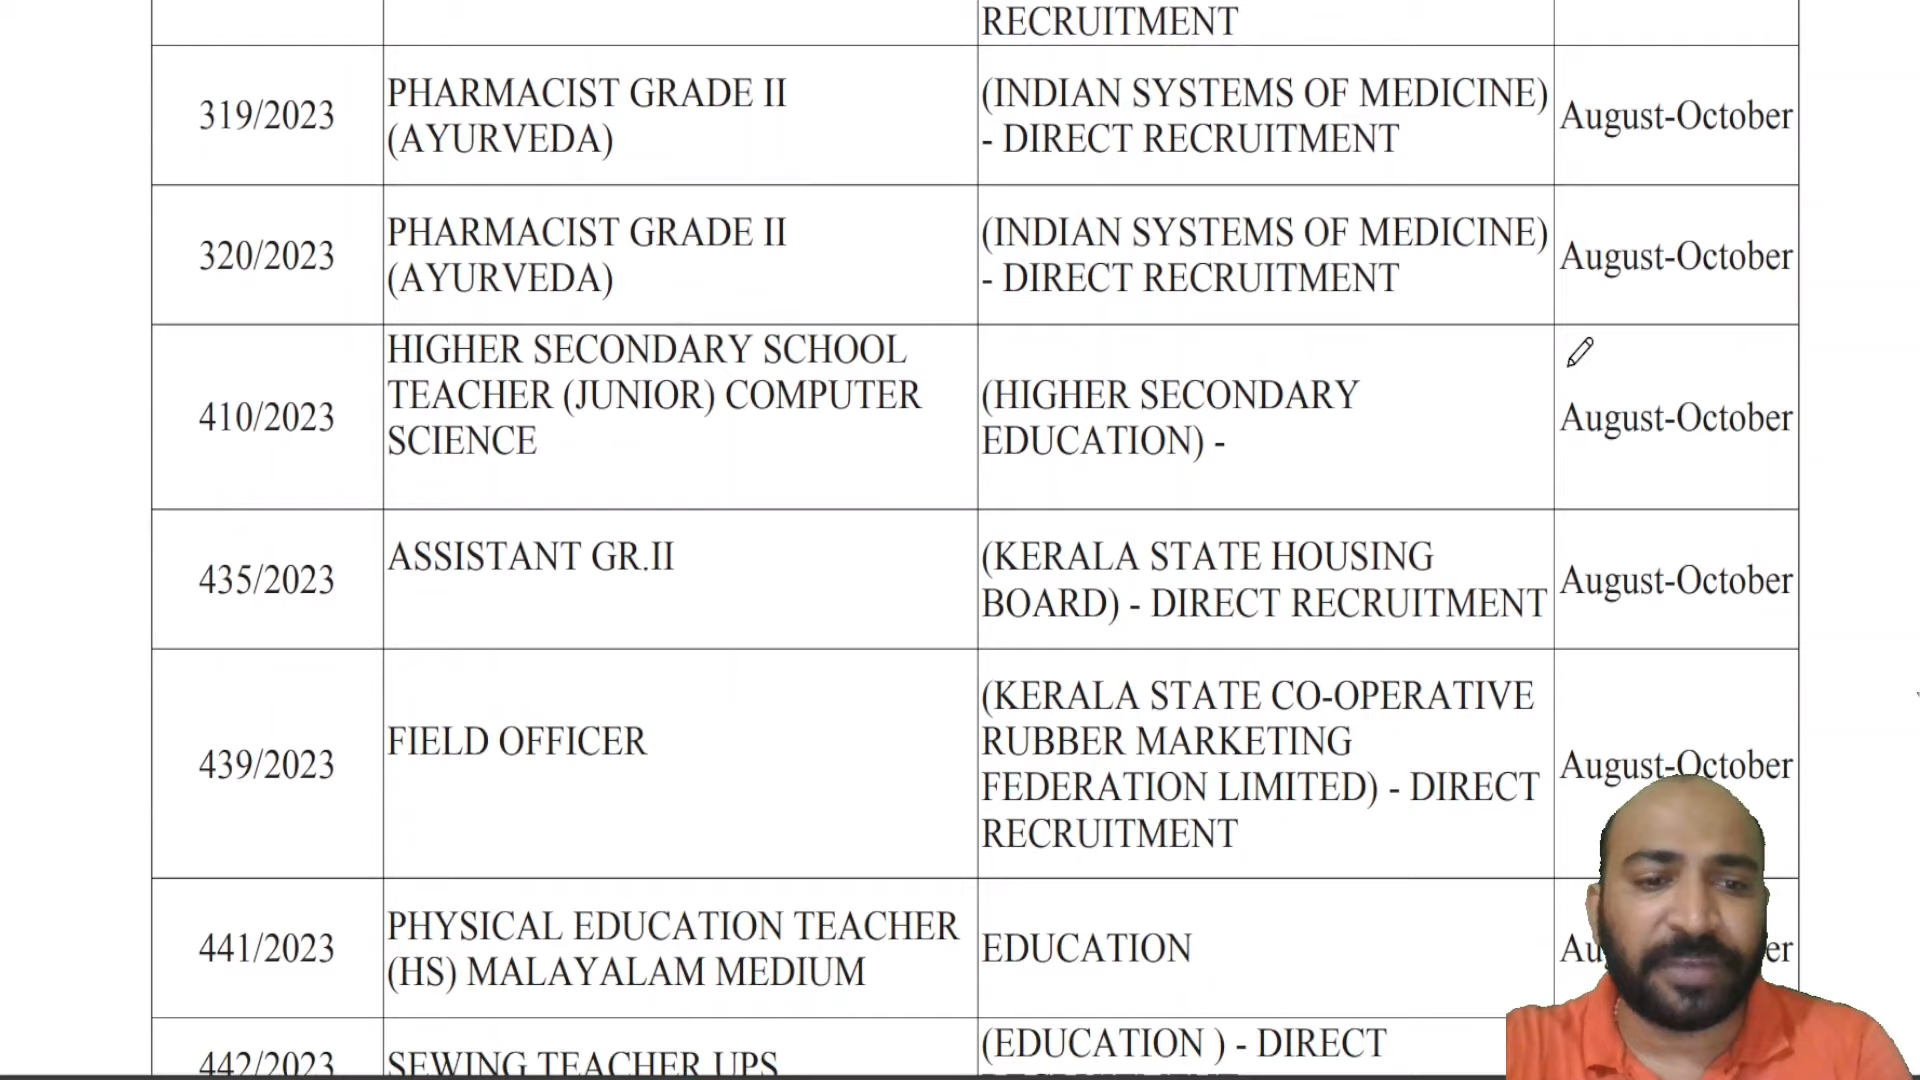 RECRUITMENT
319/2023
PHARMACIST GRADE II
(AYURVEDA)
(INDIAN SYSTEMS OF MEDICINE)
- DIRECT RECRUITMENT
August-October
320/2023
PHARMACIST GRADE II
(AYURVEDA)
(INDIAN SYSTEMS OF MEDICINE)
- DIRECT RECRUITMENT
August-October
410/2023
HIGHER SECONDARY SCHOOL
TEACHER (JUNIOR) COMPUTER
SCIENCE
(HIGHER SECONDARY
EDUCATION) -
August-October
435/2023
ASSISTANT GR.II
(KERALA STATE HOUSING
BOARD) - DIRECT RECRUITMENT
August-October
439/2023
FIELD OFFICER
(KERALA STATE CO-OPERATIVE
RUBBER MARKETING
FEDERATION LIMITED) - DIRECT
RECRUITMENT
August-October
441/2023
PHYSICAL EDUCATION TEACHER
(HS) MALAYALAM MEDIUM
EDUCATION
442/2023
SEWING TEACHER UPS
(EDUCATION ) - DIRECT